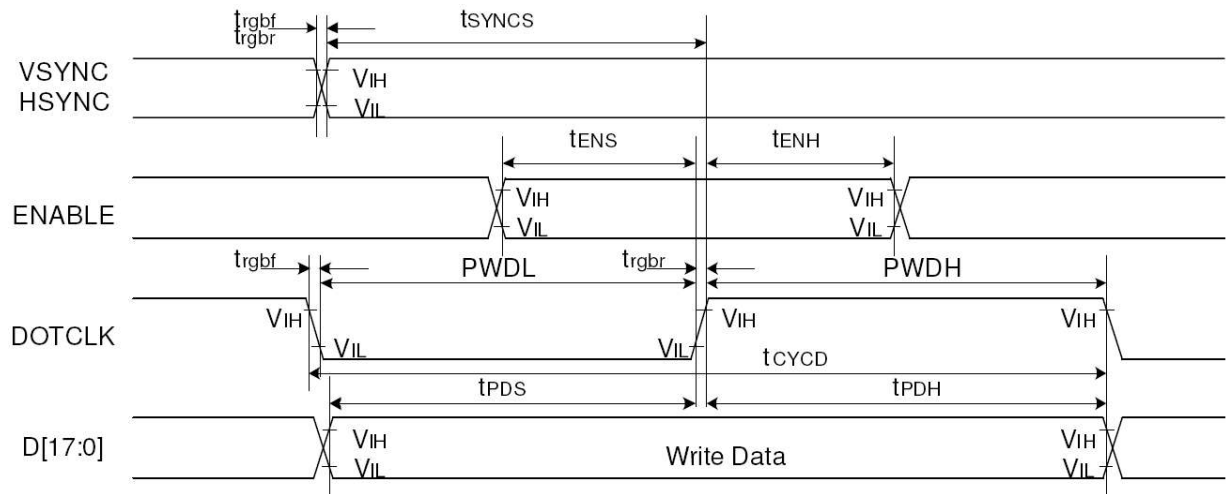 trgbf
trgbr
tSYNCS
VSYNC
HSYNC
VIH
VIL
tENS
tENH
ENABLE
VIH
VIL
VIH
VIL
trgbf
PWDL
trgbr
PWDH
DOTCLK
VIH
VIL
VIL
VIH
VIH
tCYCD
tPDS
tPDH
D[17:0]
VIH
VIL
Write Data
VIH
VIL